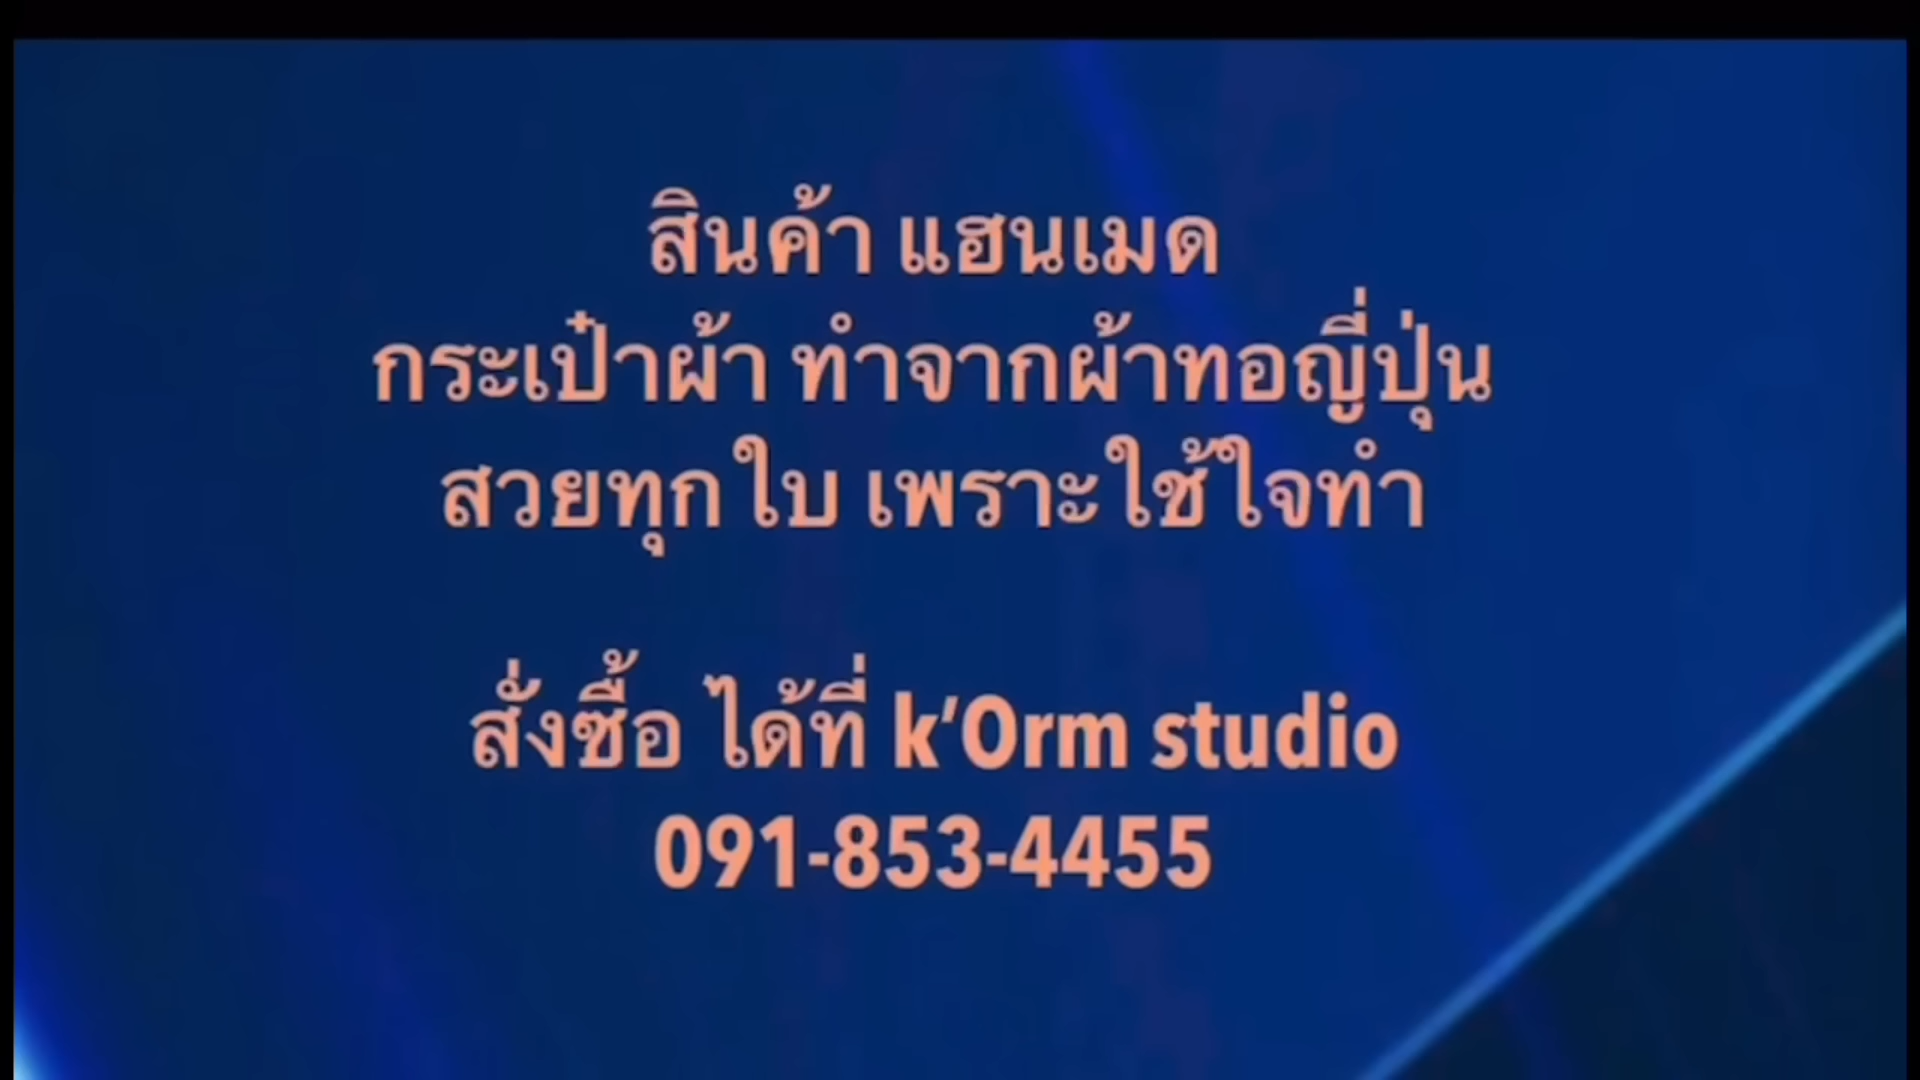 สินค้า แฮนเมด
กระเป๋าผ้า ทำจากผ้าทอญี่ปุ่น
สวยทุกใบ เพราะใช้ใจทำ
สั่งซื้อ ได้ที่ k’Orm studio
091-853-4455